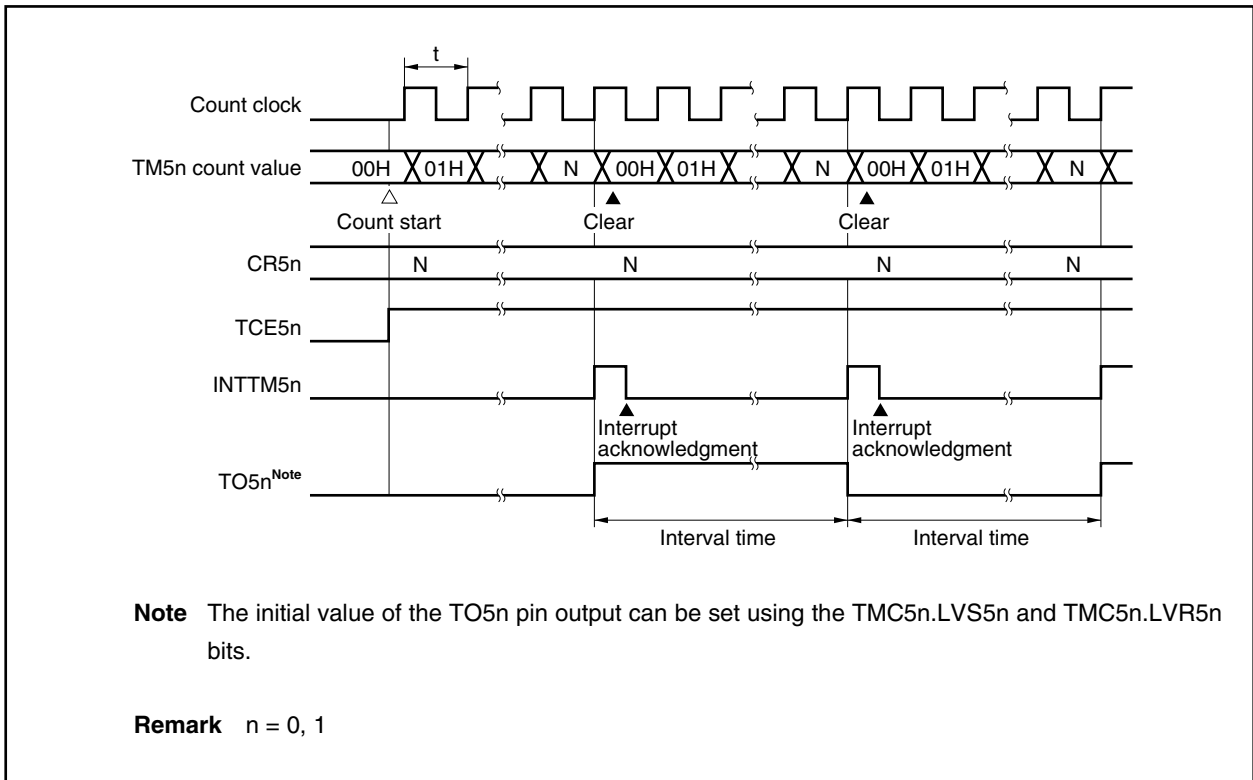 t
Count clock
TM5n count value 00H 01H N 00H 01H N 00H 01H N
Count start Clear Clear
CR5n N N N N
TCE5n
INTTM5n
Interrupt acknowledgment Interrupt acknowledgment
TO5nNote
Interval time Interval time
Note The initial value of the TO5n pin output can be set using the TMC5n.LVS5n and TMC5n.LVR5n
bits.
Remark n = 0, 1